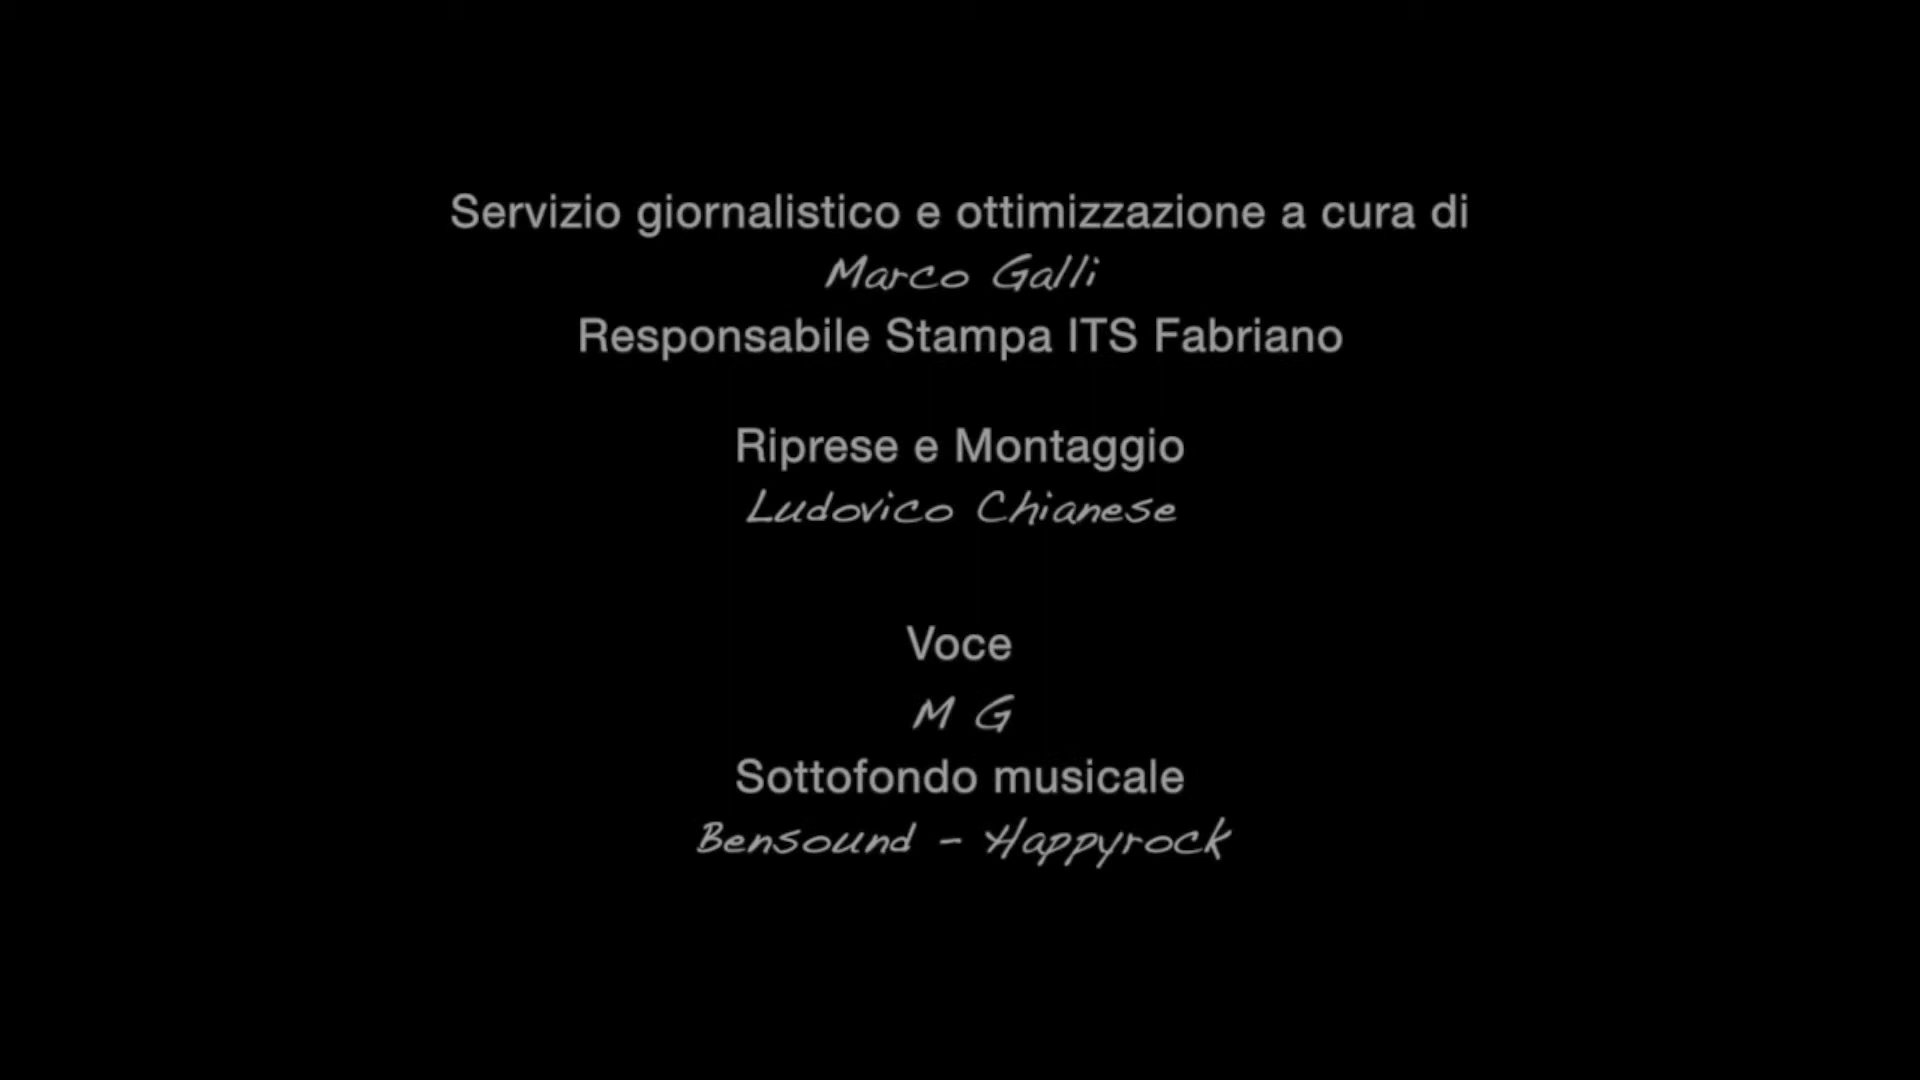 Servizio giornalistico e ottimizzazione a cura di
Marco Galli
Responsabile Stampa ITS Fabriano
Riprese e Montaggio
Ludovico Chianese
Voce
M G
Sottofondo musicale
Bensound - Happyrock